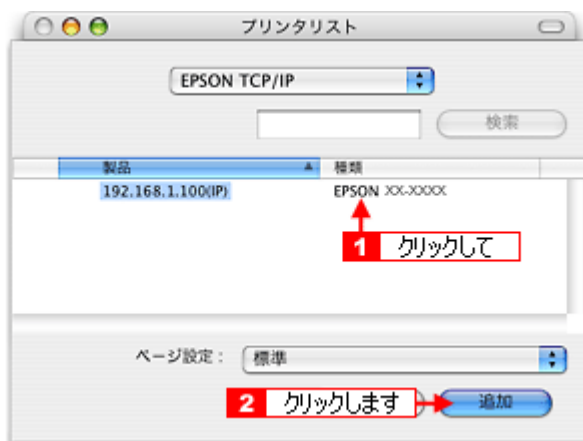 プリンタリスト
EPSON TCP/IP
検索
製品 種類
192.168.1.100(IP) EPSON XX-XXXX
1 クリックして
ページ設定： 標準
2 クリックします 追加